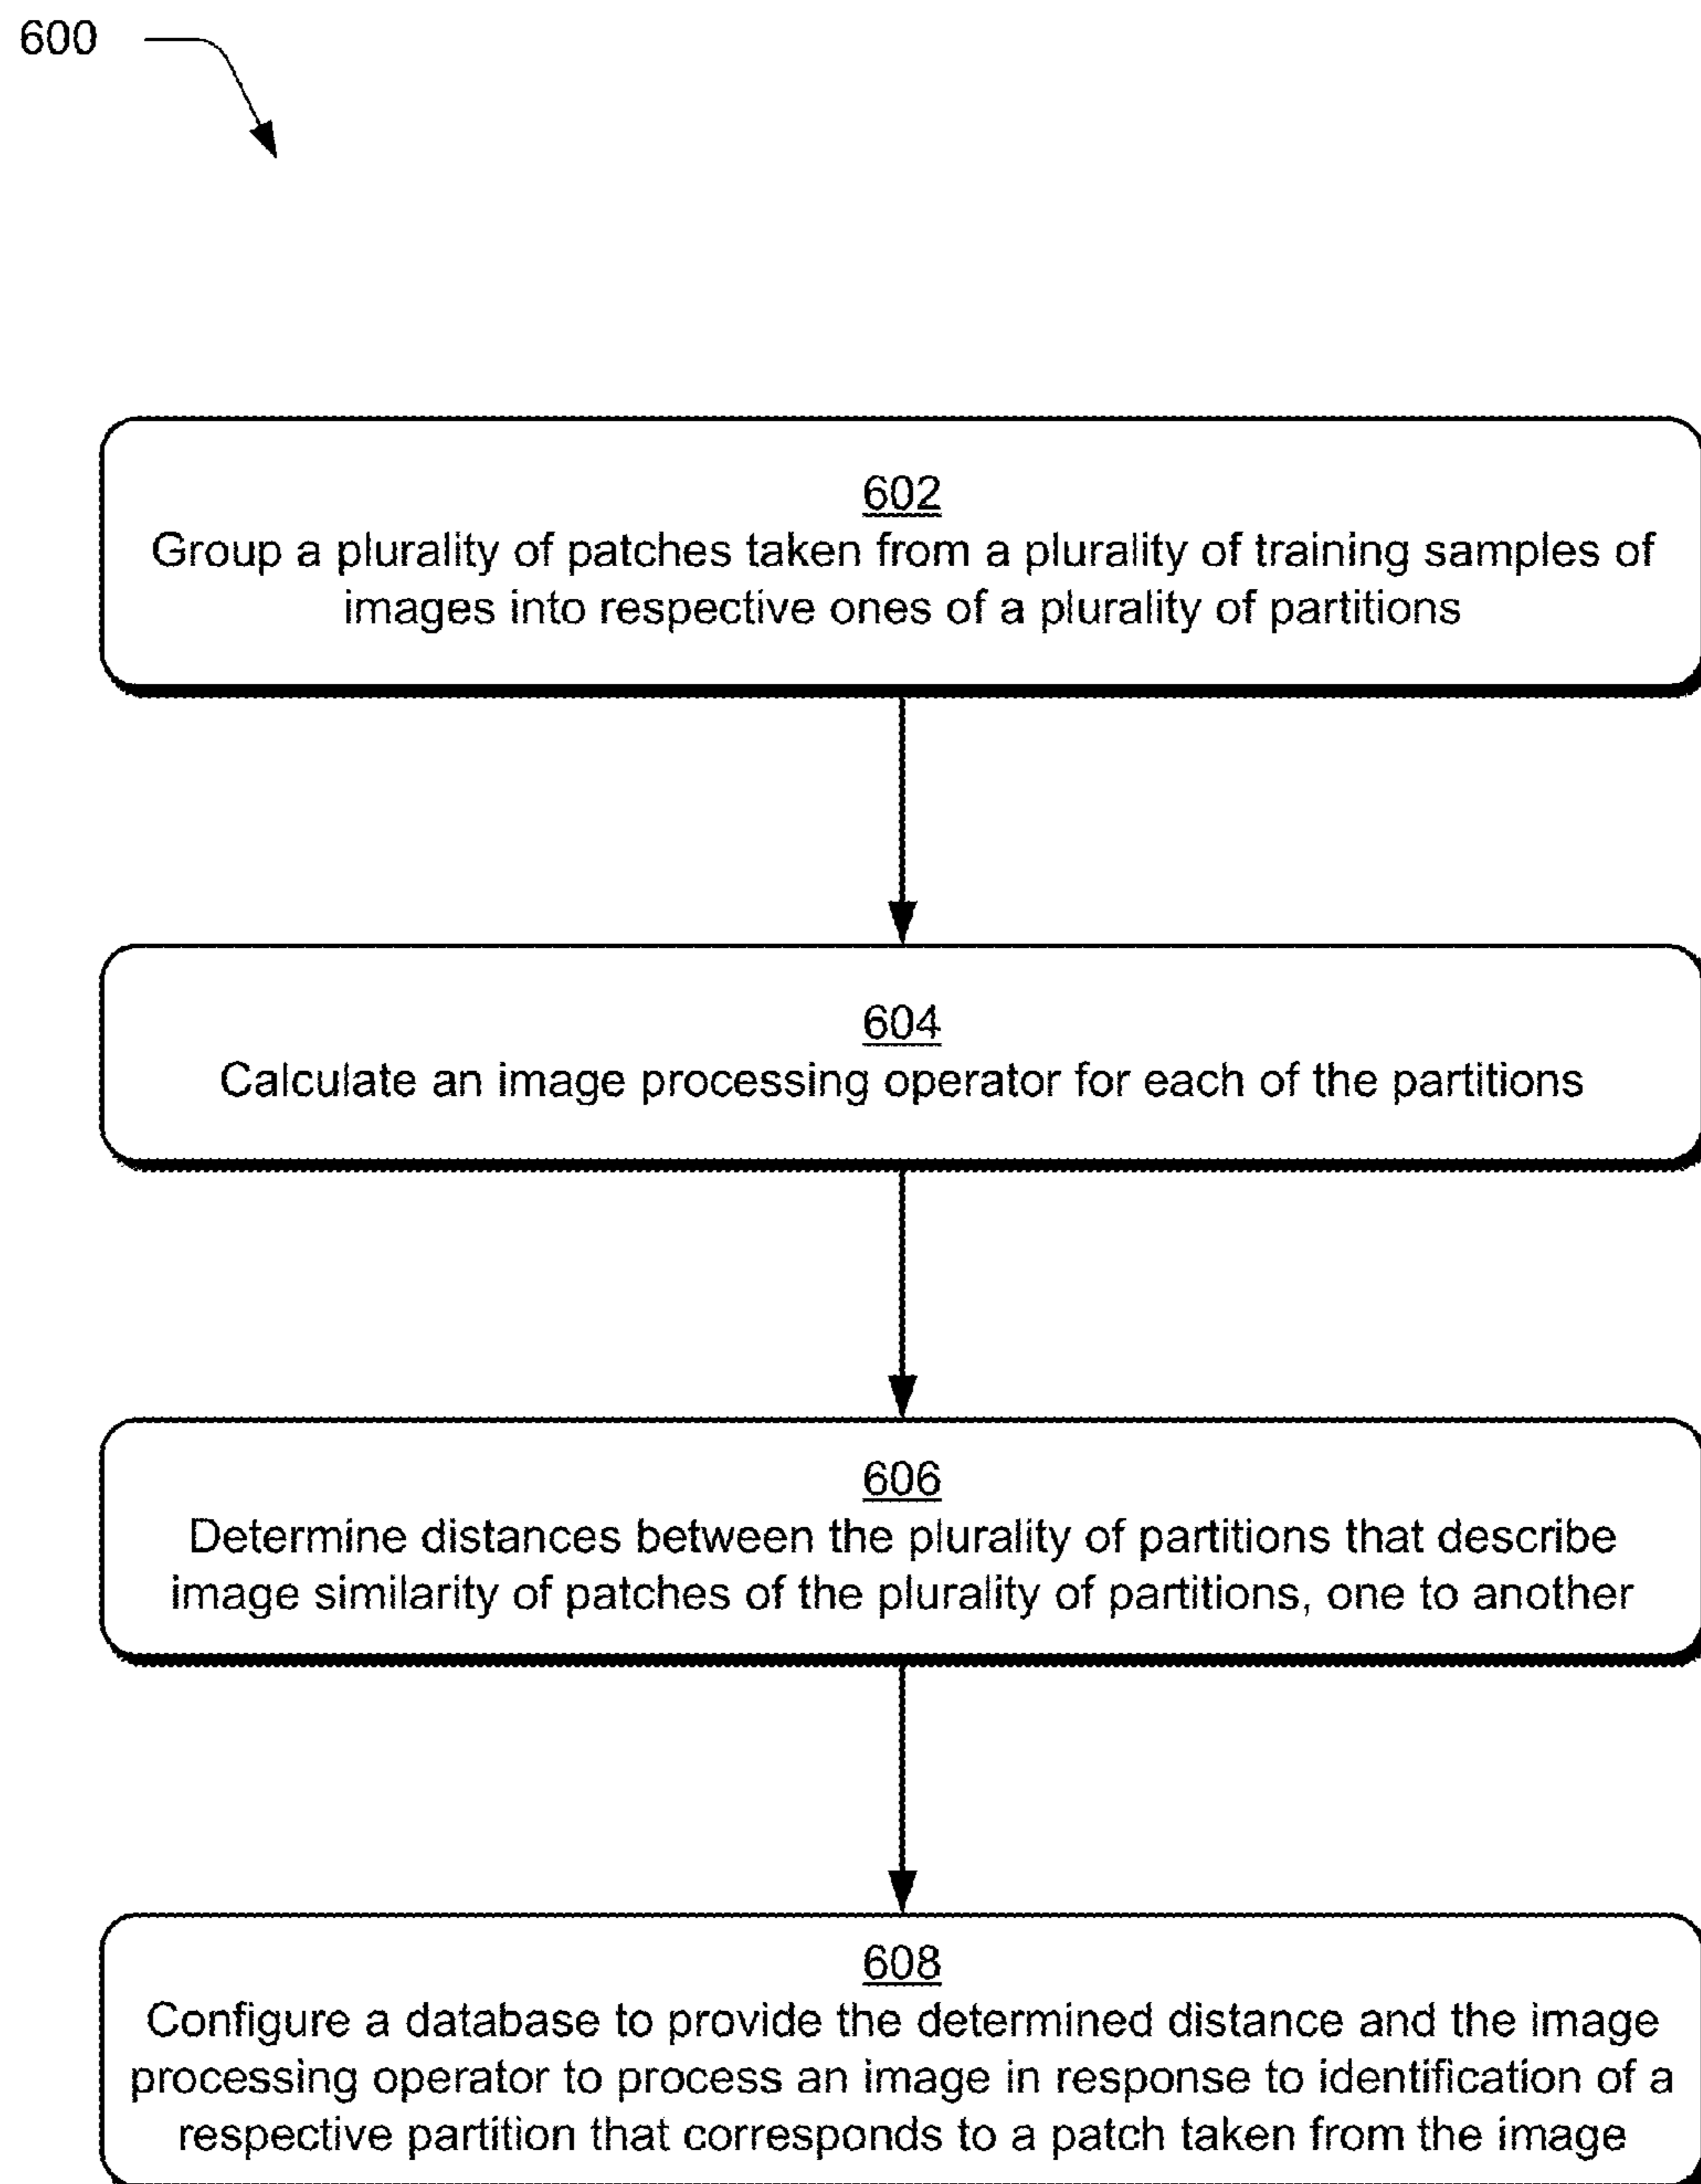 600
602
Group a plurality of patches taken from a plurality of training samples of
images into respective ones of a plurality of partitions
604
Calculate an image processing operator for each of the partitions
606
Determine distances between the plurality of partitions that describe
image similarity of patches of the plurality of partitions, one to another
608
Configure a database to provide the determined distance and the image
processing operator to process an image in response to identification of a
respective partition that corresponds to a patch taken from the image